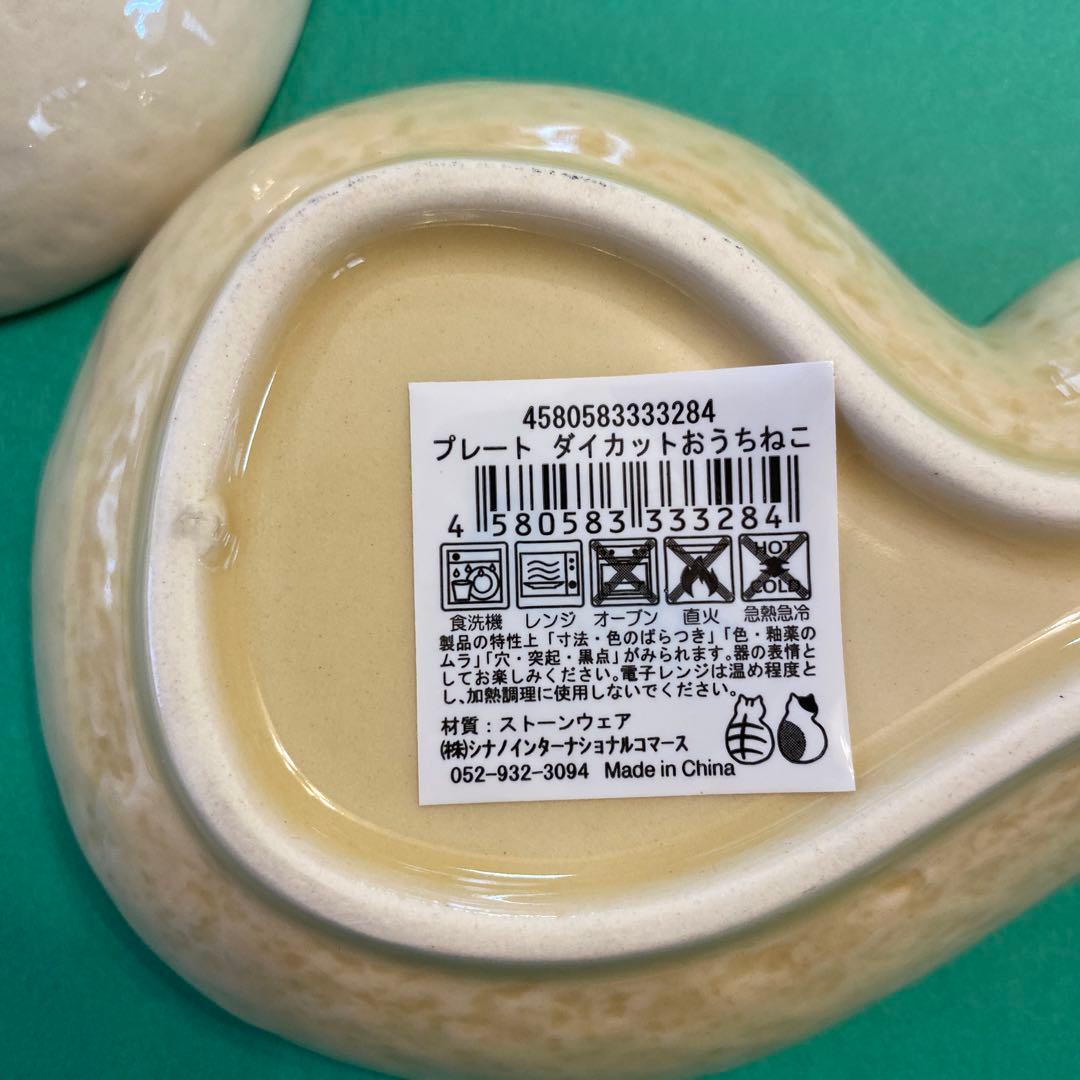 4580583333284
プレート ダイカットおうちねこ
4 580583 333284
HOT
COLD
食洗機 レンジ オーブン 直火 急熱急冷
製品の特性上「寸法・色のばらつき」「色・釉薬の
ムラ」「穴・突起・黒点」がみられます。器の表情と
してお楽しみください。電子レンジは温め程度と
し、加熱調理に使用しないでください。
材質：ストーンウェア
㈱シナノインターナショナルコマース
052-932-3094 Made in China